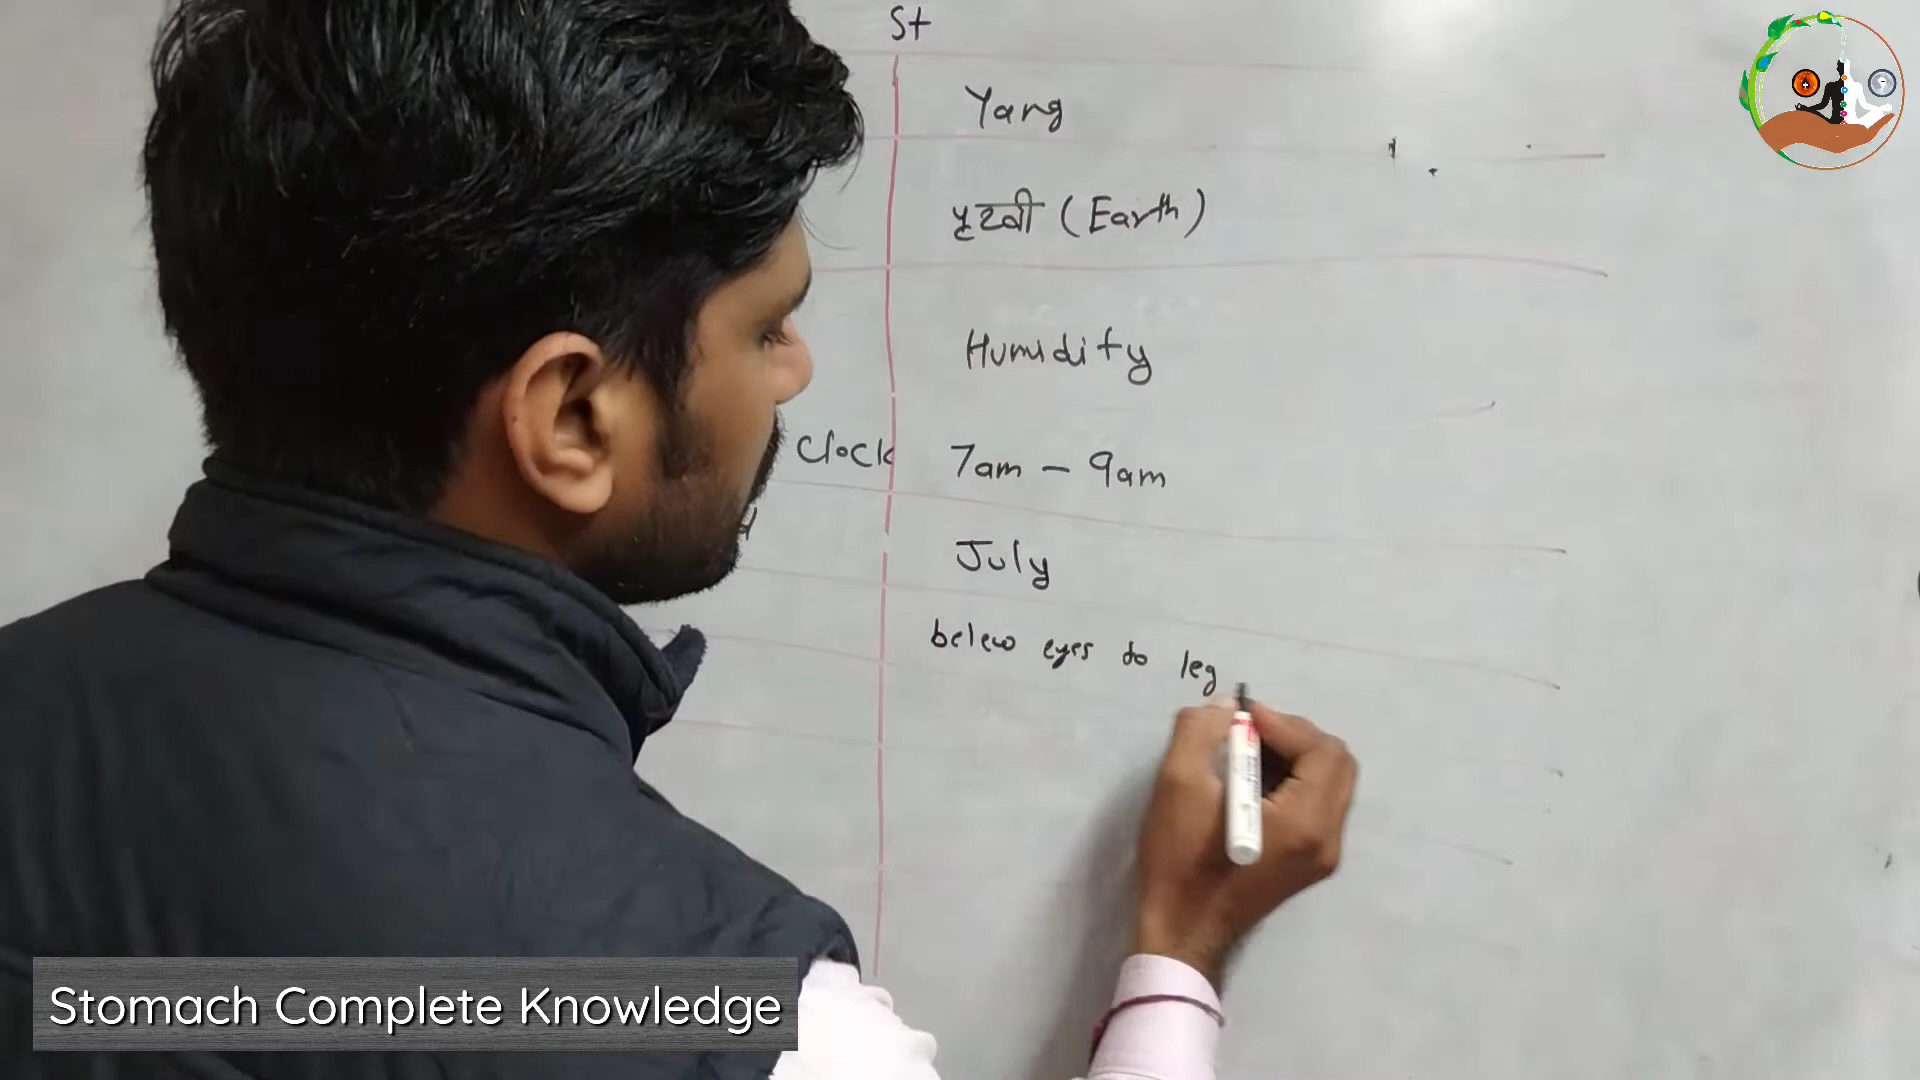 St
Yang
पृथ्वी (Earth)
Humidity
Clock 7am - 9am
July
below eyes to leg
Stomach Complete Knowledge